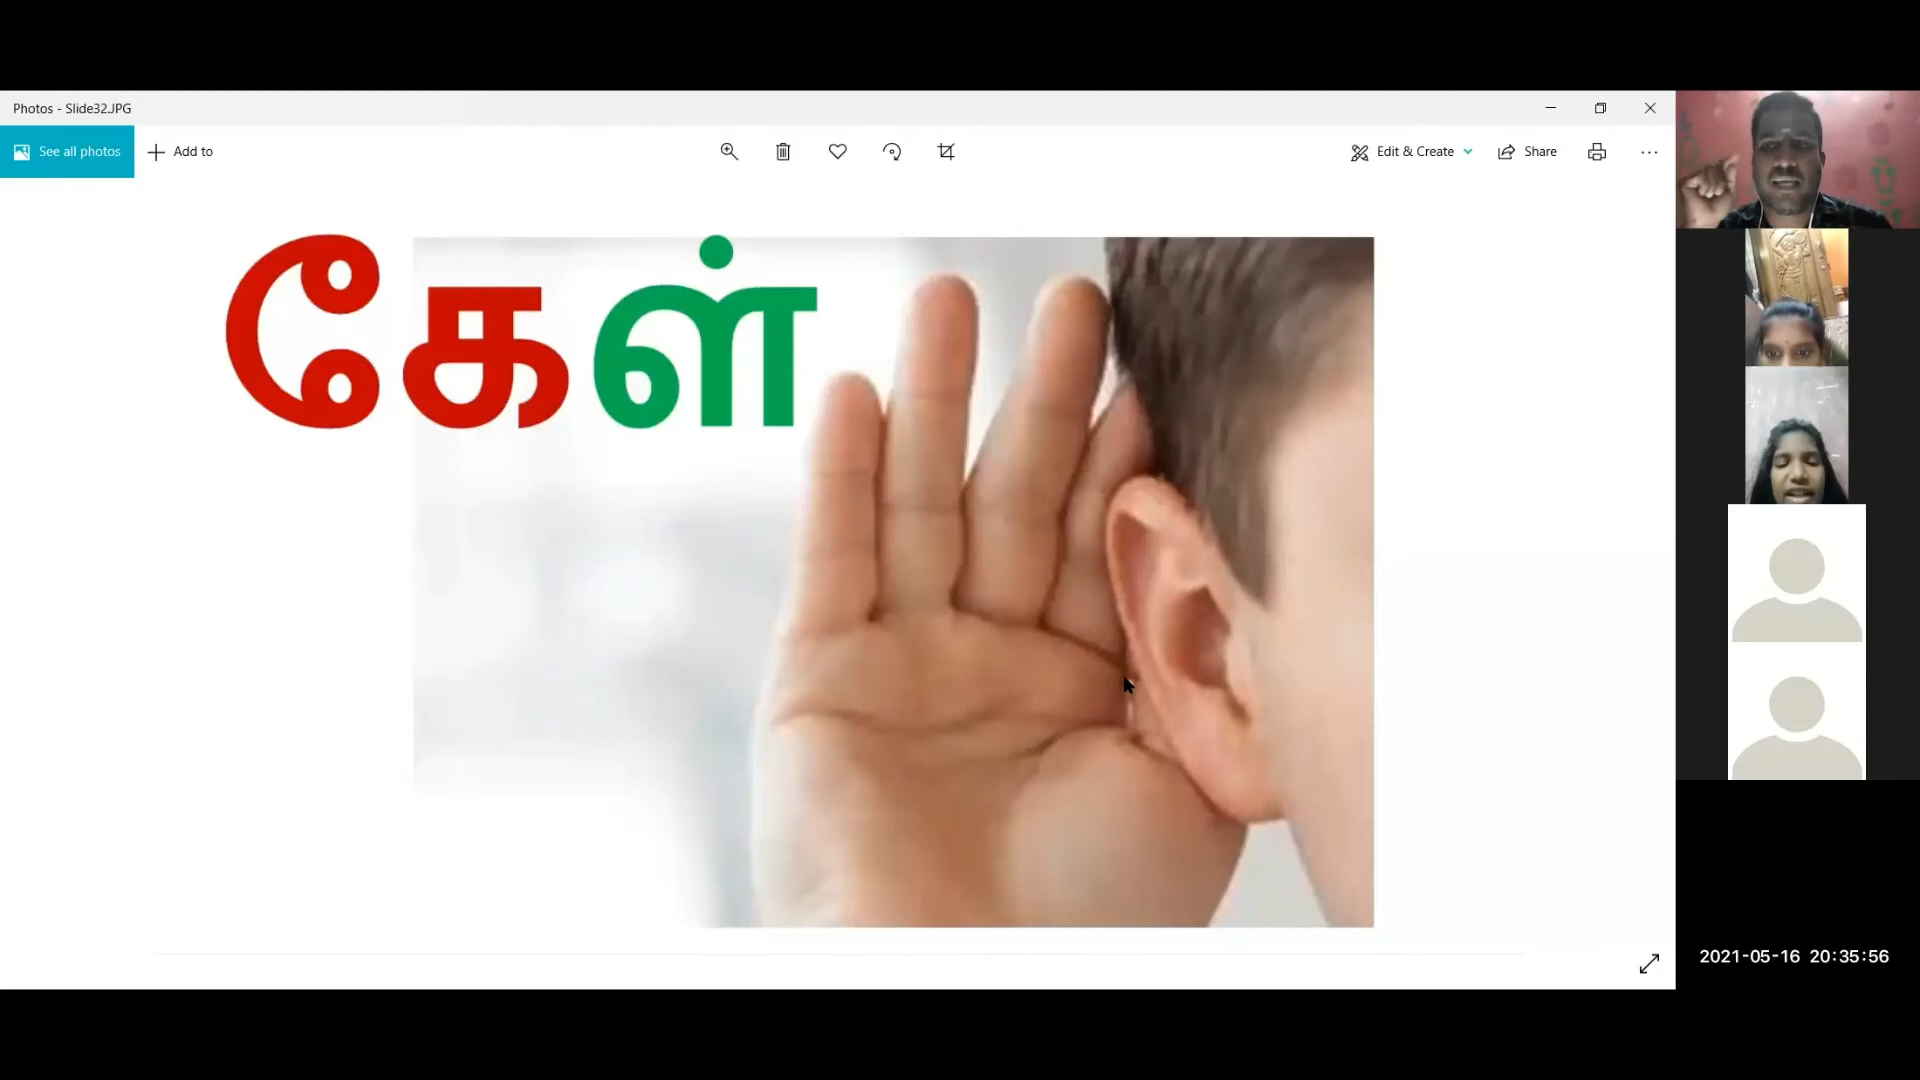 Photos - Slide32.JPG
See all photos
Add to
Edit & Create
Share
கேள்
2021-05-16 20:35:56